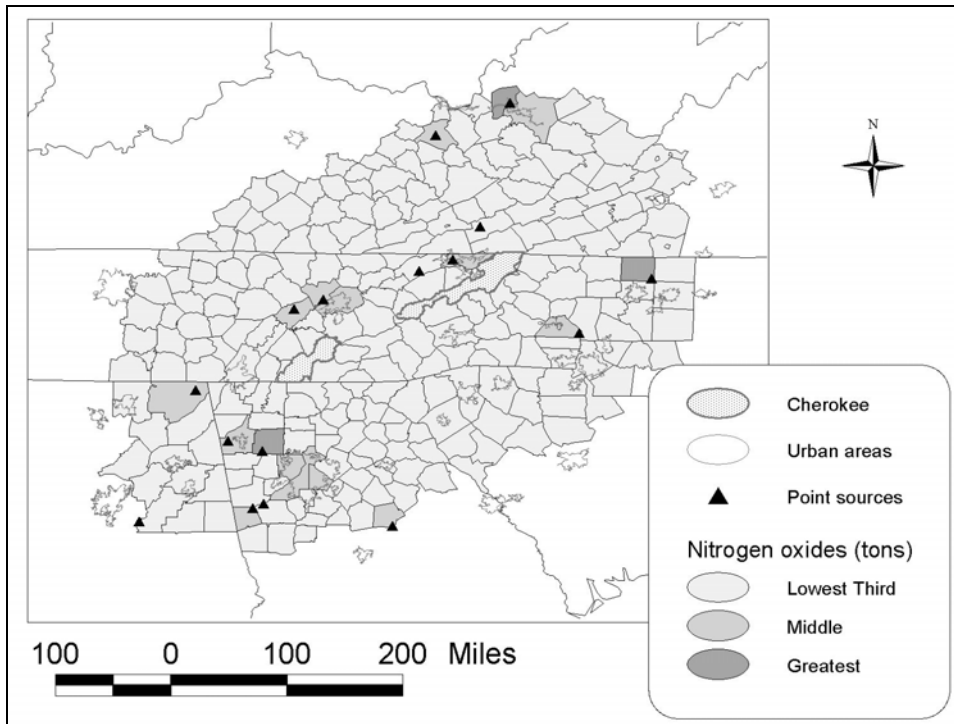 N
Cherokee
Urban areas
Point sources
Nitrogen oxides (tons)
Lowest Third
Middle
Greatest
100 0 100 200 Miles